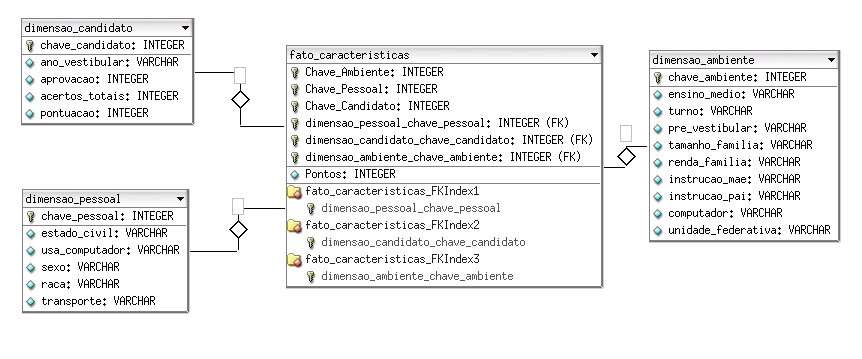 dimensao_candidato
chave_candidato: INTEGER
ano_vestibular: VARCHAR
aprovacao: INTEGER
acertos_totais: INTEGER
pontuacao: INTEGER
dimensao_pessoal
chave_pessoal: INTEGER
estado_civil: VARCHAR
usa_computador: VARCHAR
sexo: VARCHAR
raca: VARCHAR
transporte: VARCHAR
fato_caracteristicas
Chave_Ambiente: INTEGER
Chave_Pessoal: INTEGER
Chave_Candidato: INTEGER
dimensao_pessoal_chave_pessoal: INTEGER (FK)
dimensao_candidato_chave_candidato: INTEGER (FK)
dimensao_ambiente_chave_ambiente: INTEGER (FK)
Pontos: INTEGER
fato_caracteristicas_FKIndex1
dimensao_pessoal_chave_pessoal
fato_caracteristicas_FKIndex2
dimensao_candidato_chave_candidato
fato_caracteristicas_FKIndex3
dimensao_ambiente_chave_ambiente
dimensao_ambiente
chave_ambiente: INTEGER
ensino_medio: VARCHAR
turno: VARCHAR
pre_vestibular: VARCHAR
tamanho_familia: VARCHAR
renda_familia: VARCHAR
instrucao_mae: VARCHAR
instrucao_pai: VARCHAR
computador: VARCHAR
unidade_federativa: VARCHAR